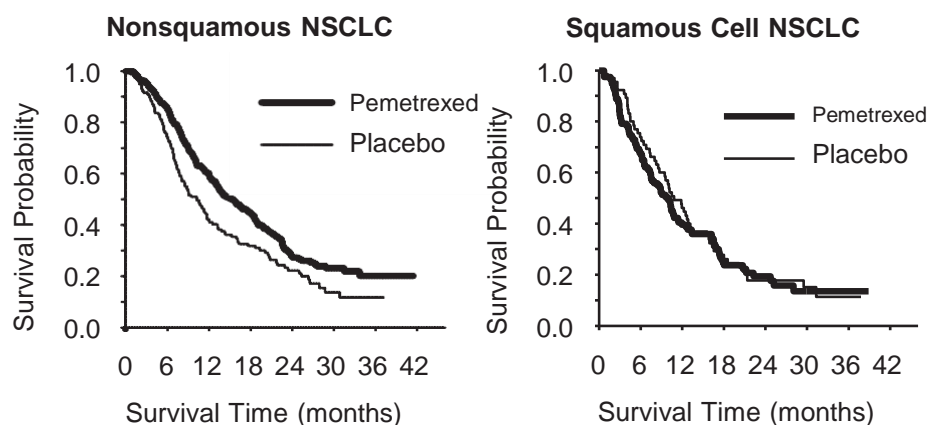 Nonsquamous NSCLC
Survival Probability
1.0
0.8
0.6
0.4
0.2
0.0
Pemetrexed
Placebo
0 6 12 18 24 30 36 42
Survival Time (months)
Squamous Cell NSCLC
Survival Probability
1.0
0.8
0.6
0.4
0.2
0.0
Pemetrexed
Placebo
0 6 12 18 24 30 36 42
Survival Time (months)